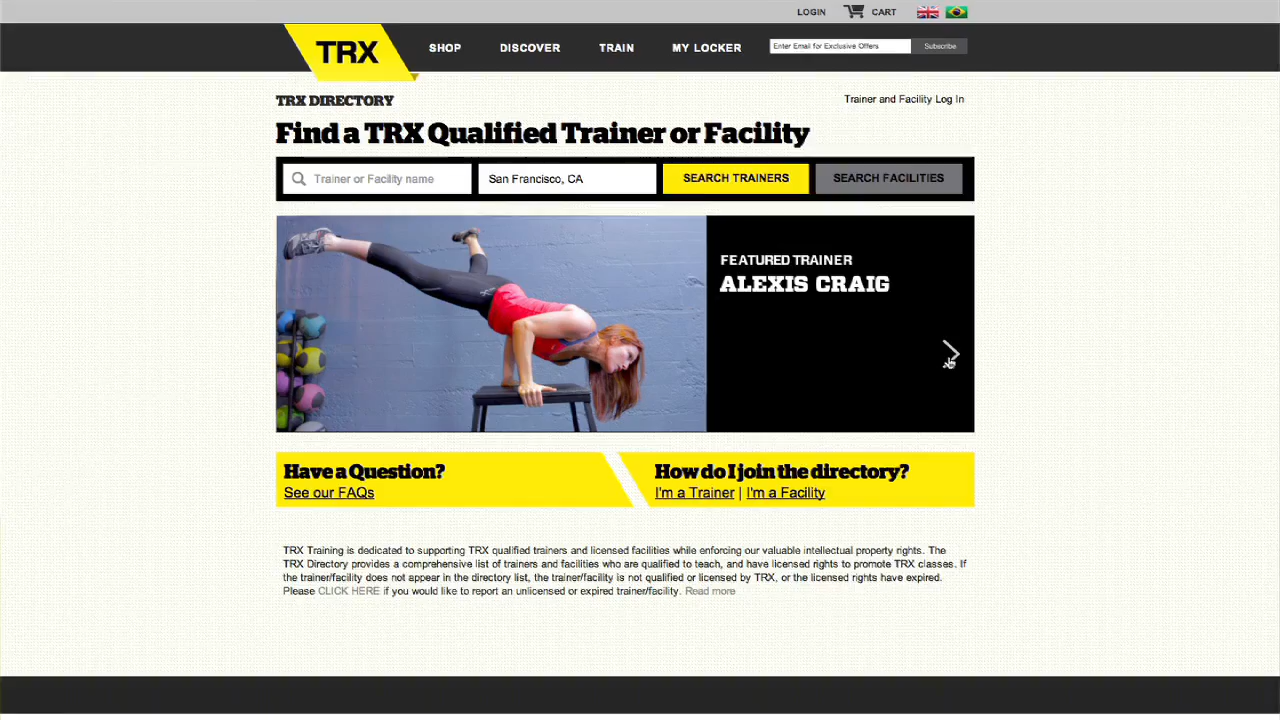 LOGIN CART
TRX SHOP DISCOVER TRAIN MY LOCKER Enter Email for Exclusive Offers Subscribe
TRX DIRECTORY Trainer and Facility Log In
Find a TRX Qualified Trainer or Facility
Trainer or Facility name San Francisco, CA SEARCH TRAINERS SEARCH FACILITIES
FEATURED TRAINER
ALEXIS CRAIG
Have a Question? How do I join the directory?
See our FAQs I'm a Trainer | I'm a Facility
TRX Training is dedicated to supporting TRX qualified trainers and licensed facilities while enforcing our valuable intellectual property rights. The
TRX Directory provides a comprehensive list of trainers and facilities who are qualified to teach, and have licensed rights to promote TRX classes. If
the trainer/facility does not appear in the directory list, the trainer/facility is not qualified or licensed by TRX, or the licensed rights have expired.
Please CLICK HERE if you would like to report an unlicensed or expired trainer/facility. Read more